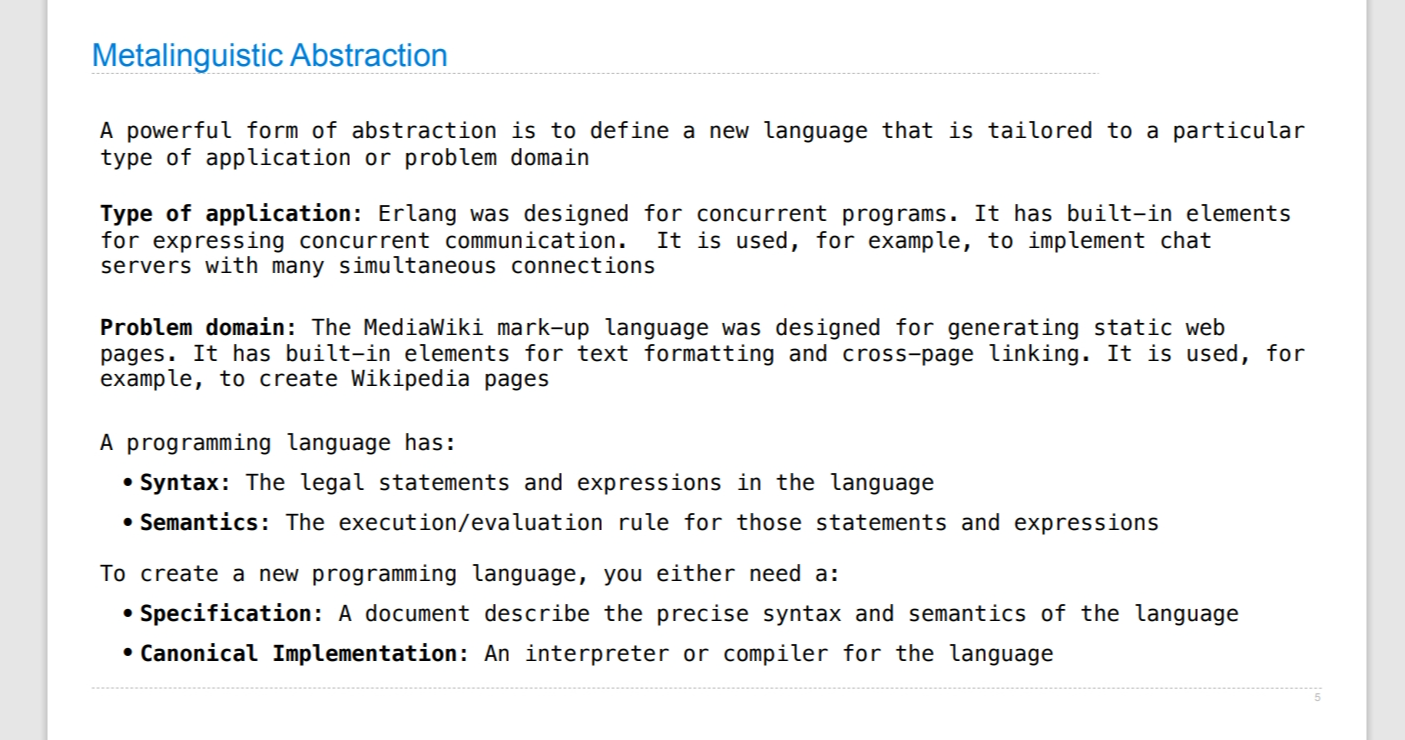 Metalinguistic Abstraction
A powerful form of abstraction is to define a new language that is tailored to a particular
type of application or problem domain
Type of application: Erlang was designed for concurrent programs. It has built-in elements
for expressing concurrent communication.  It is used, for example, to implement chat
servers with many simultaneous connections
Problem domain: The MediaWiki mark-up language was designed for generating static web
pages. It has built-in elements for text formatting and cross-page linking. It is used, for
example, to create Wikipedia pages
A programming language has:
• Syntax: The legal statements and expressions in the language
• Semantics: The execution/evaluation rule for those statements and expressions
To create a new programming language, you either need a:
• Specification: A document describe the precise syntax and semantics of the language
• Canonical Implementation: An interpreter or compiler for the language
5